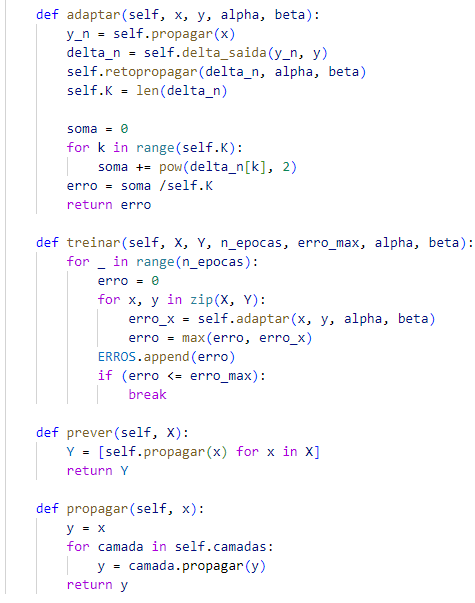 def adaptar(self, x, y, alpha, beta):
    y_n = self.propagar(x)
    delta_n = self.delta_saida(y_n, y)
    self.retopropagar(delta_n, alpha, beta)
    self.K = len(delta_n)

    soma = 0
    for k in range(self.K):
        soma += pow(delta_n[k], 2)
    erro = soma /self.K
    return erro

def treinar(self, X, Y, n_epocas, erro_max, alpha, beta):
    for _ in range(n_epocas):
        erro = 0
        for x, y in zip(X, Y):
            erro_x = self.adaptar(x, y, alpha, beta)
            erro = max(erro, erro_x)
        ERROS.append(erro)
        if (erro <= erro_max):
            break

def prever(self, X):
    Y = [self.propagar(x) for x in X]
    return Y

def propagar(self, x):
    y = x
    for camada in self.camadas:
        y = camada.propagar(y)
    return y